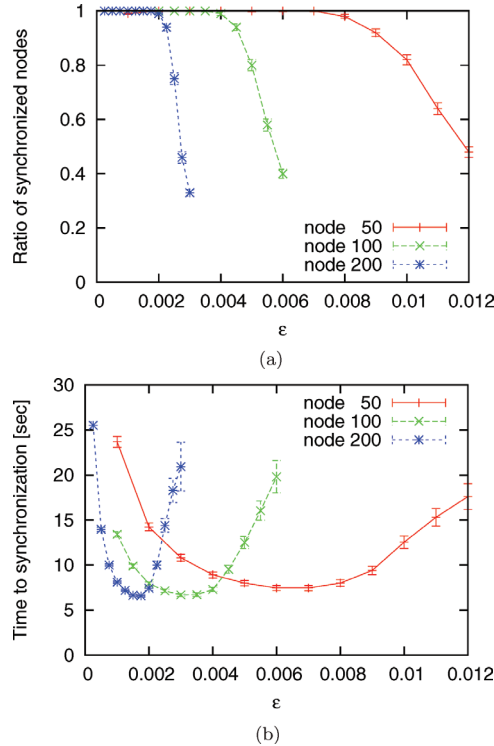 1
0.8
0.6
0.4
0.2
0
Ratio of synchronized nodes
node 50
node 100
node 200
0 0.002 0.004 0.006 0.008 0.010 0.012
ε
(a)
30
25
20
15
10
5
0
Time to synchronization [sec]
node 50
node 100
node 200
0 0.002 0.004 0.006 0.008 0.010 0.012
ε
(b)